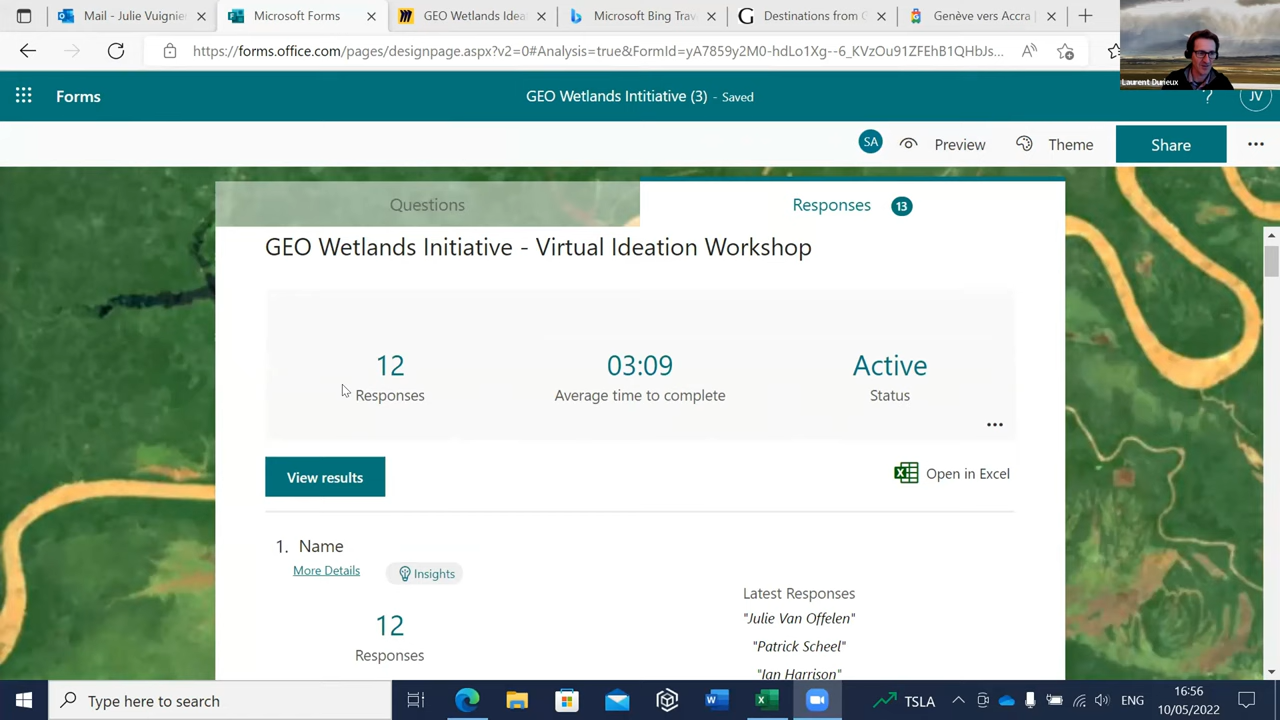 Mail - Julie Vuignie
Microsoft Forms
GEO Wetlands Idea
Microsoft Bing Trav
Destinations from G
Genève vers Accra
https://forms.office.com/pages/designpage.aspx?v2=0#Analysis=true&FormId=yA7859y2M0-hdLo1Xg--6_KVzOu91ZFEhB1QHbJs...
Laurent Durieux
Forms
GEO Wetlands Intitiative (3) - Saved
? JV
SA
Preview
Theme
Share
Questions
Responses 13
GEO Wetlands Initiative - Virtual Ideation Workshop
12
Responses
03:09
Average time to complete
Active
Status
View results
Open in Excel
1. Name
More Details
Insights
12
Responses
Latest Responses
"Julie Van Offelen"
"Patrick Scheel"
"Ian Harrison"
Type here to search
TSLA
ENG
16:56
10/05/2022